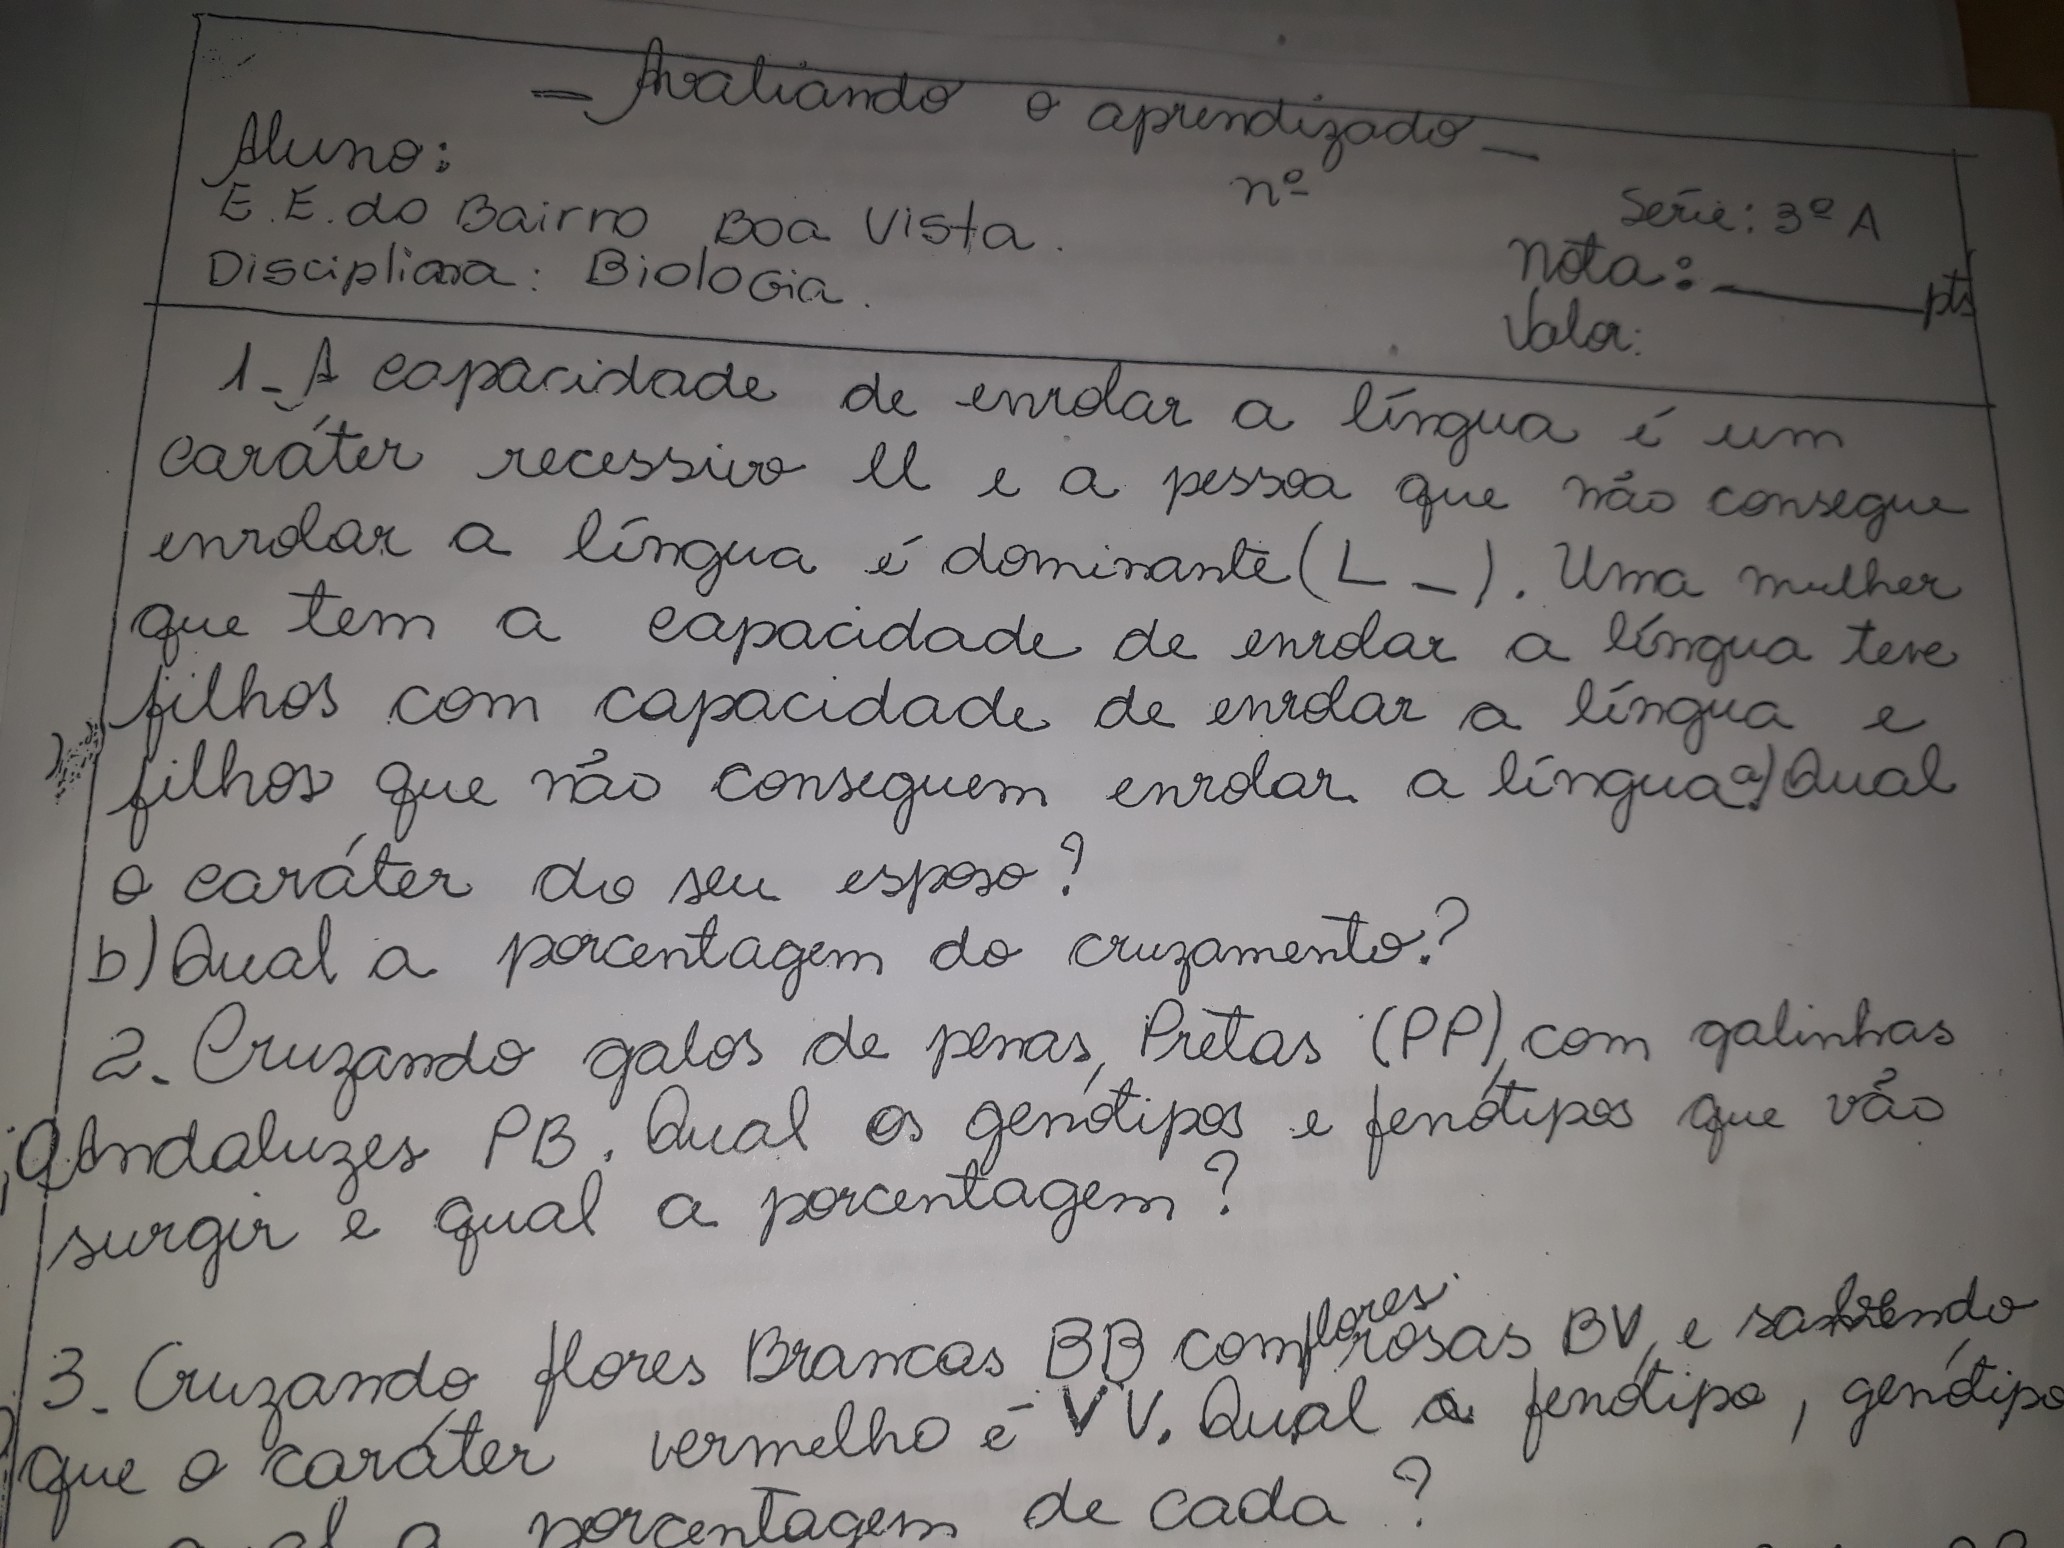 - Avaliando o aprendizado -
Aluno: nº Série: 3º A
E.E. do Bairro Boa Vista. Nota: ______ pts
Disciplina: Biologia. Valor:
1- A capacidade de enrolar a língua é um
caráter recessivo ll e a pessoa que não consegue
enrolar a língua é dominante (L _). Uma mulher
que tem a capacidade de enrolar a língua teve
filhos com capacidade de enrolar a língua e
filhos que não conseguem enrolar a língua. a) Qual
o caráter do seu esposo?
b) Qual a porcentagem do cruzamento?
2. Cruzando galos de penas, Pretas (PP), com galinhas
Andaluzes PB. Qual os genótipos e fenótipos que vão
surgir e qual a porcentagem?
3. Cruzando flores Brancas BB com flores rosas BV, e sabendo
que o caráter vermelho é VV. Qual o fenótipo, genótipo
qual a porcentagem de cada?